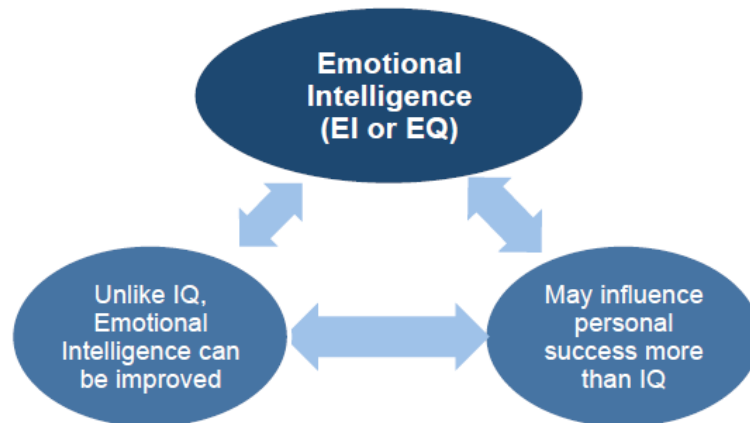 Emotional
Intelligence
(EI or EQ)
Unlike IQ,
Emotional
Intelligence can
be improved
May influence
personal
success more
than IQ